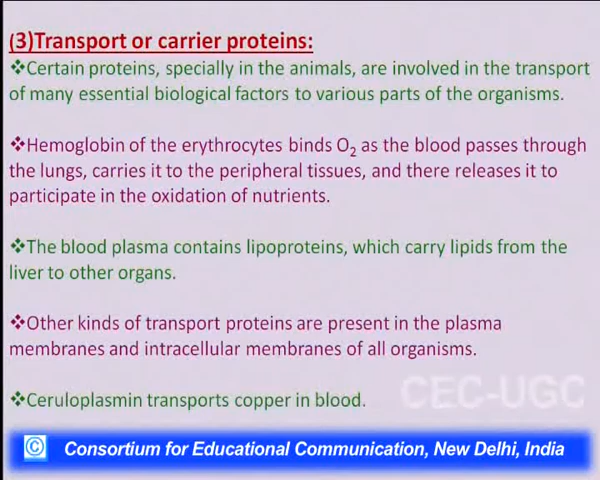 (3)Transport or carrier proteins:
❖Certain proteins, specially in the animals, are involved in the transport
of many essential biological factors to various parts of the organisms.
❖Hemoglobin of the erythrocytes binds O₂ as the blood passes through
the lungs, carries it to the peripheral tissues, and there releases it to
participate in the oxidation of nutrients.
❖The blood plasma contains lipoproteins, which carry lipids from the
liver to other organs.
❖Other kinds of transport proteins are present in the plasma
membranes and intracellular membranes of all organisms.
❖Ceruloplasmin transports copper in blood.
CEC-UGC
© Consortium for Educational Communication, New Delhi, India